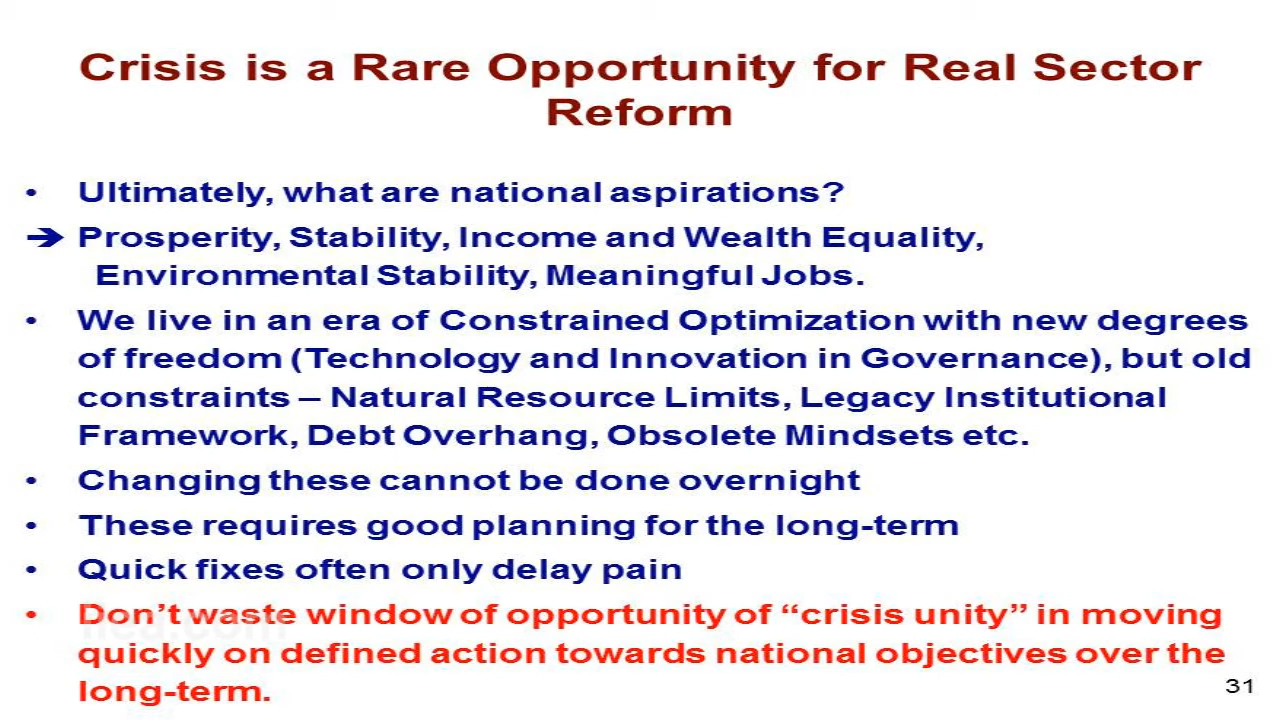 Crisis is a Rare Opportunity for Real Sector
Reform
• Ultimately, what are national aspirations?
➔ Prosperity, Stability, Income and Wealth Equality,
Environmental Stability, Meaningful Jobs.
• We live in an era of Constrained Optimization with new degrees
of freedom (Technology and Innovation in Governance), but old
constraints – Natural Resource Limits, Legacy Institutional
Framework, Debt Overhang, Obsolete Mindsets etc.
• Changing these cannot be done overnight
• These requires good planning for the long-term
• Quick fixes often only delay pain
• Don’t waste window of opportunity of “crisis unity” in moving
quickly on defined action towards national objectives over the
long-term.
31